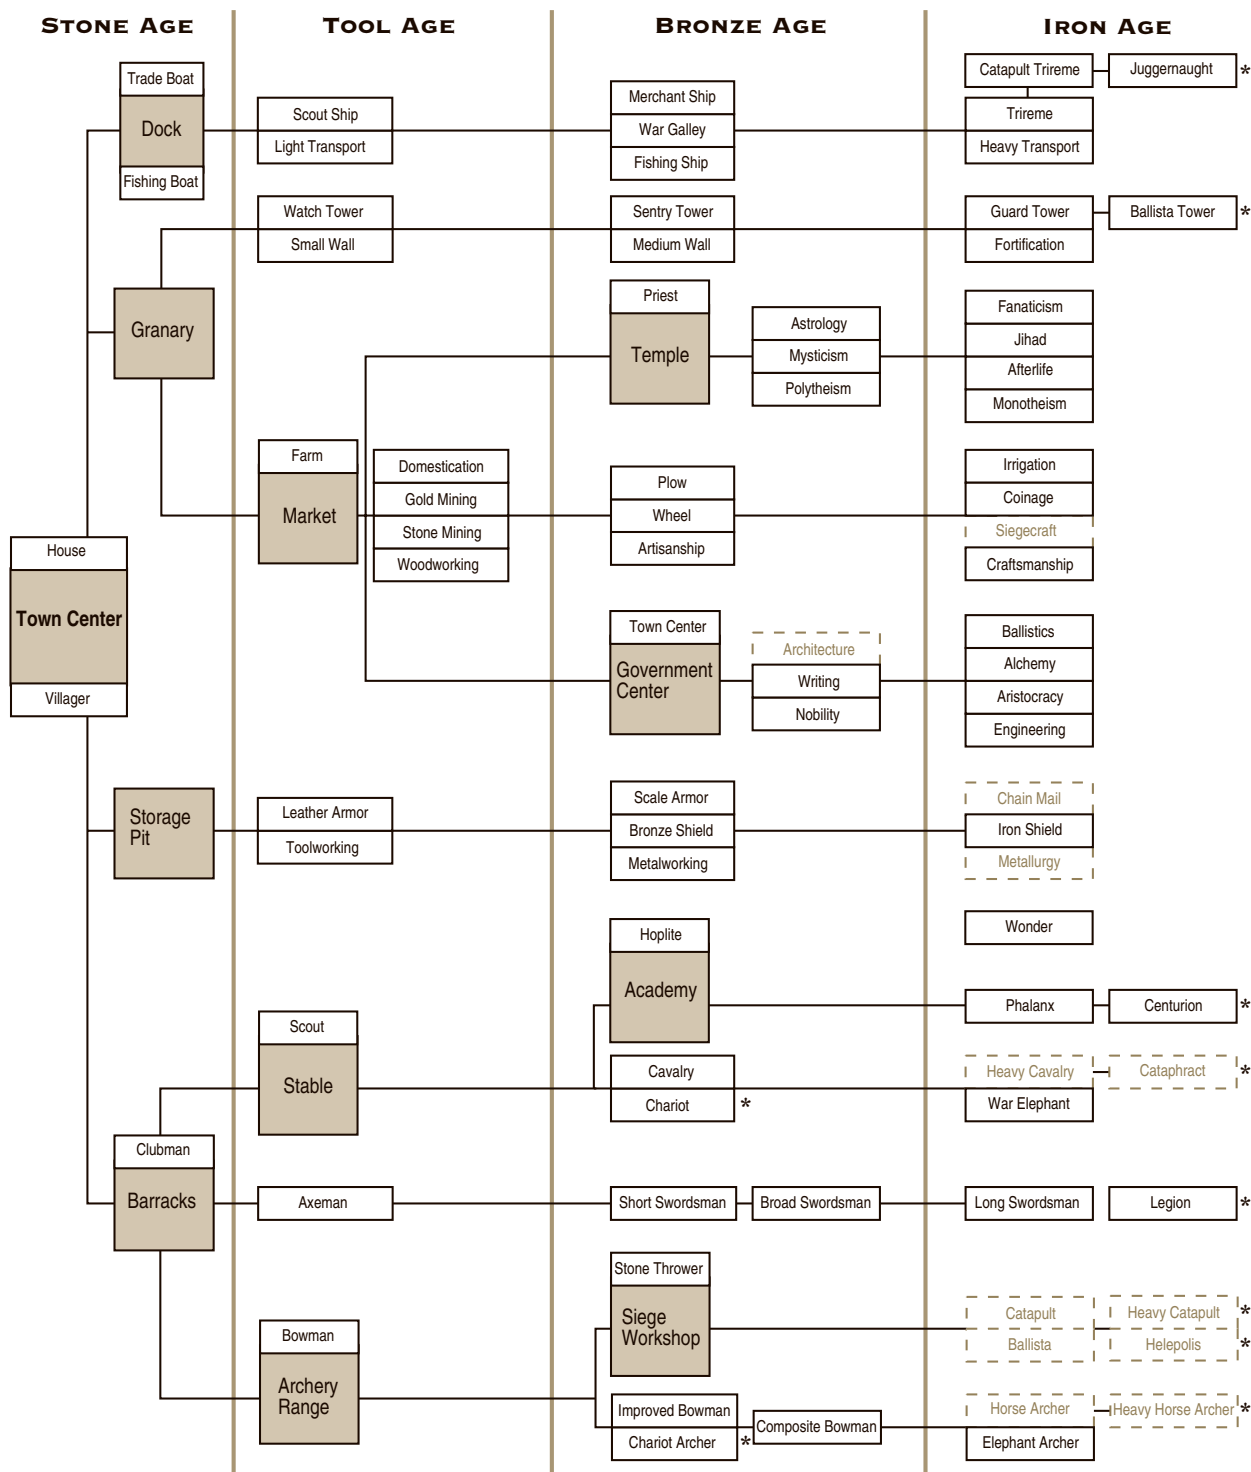 STONE AGE
TOOL AGE
BRONZE AGE
IRON AGE
Trade Boat
Dock
Fishing Boat
Scout Ship
Light Transport
Merchant Ship
War Galley
Fishing Ship
Catapult Trireme
Juggernaught
*
Trireme
Heavy Transport
Granary
Watch Tower
Small Wall
Sentry Tower
Medium Wall
Guard Tower
Ballista Tower
*
Fortification
Priest
Temple
Astrology
Mysticism
Polytheism
Fanaticism
Jihad
Afterlife
Monotheism
Farm
Market
Domestication
Gold Mining
Stone Mining
Woodworking
Plow
Wheel
Artisanship
Irrigation
Coinage
Siegecraft
Craftsmanship
House
Town Center
Villager
Town Center
Government
Center
Architecture
Writing
Nobility
Ballistics
Alchemy
Aristocracy
Engineering
Storage
Pit
Leather Armor
Toolworking
Scale Armor
Bronze Shield
Metalworking
Chain Mail
Iron Shield
Metallurgy
Wonder
Hoplite
Academy
Phalanx
Centurion
*
Scout
Stable
Cavalry
Chariot
*
Heavy Cavalry
Cataphract
*
War Elephant
Clubman
Barracks
Axeman
Short Swordsman
Broad Swordsman
Long Swordsman
Legion
*
Stone Thrower
Siege
Workshop
Catapult
Heavy Catapult
*
Ballista
Helepolis
*
Bowman
Archery
Range
Improved Bowman
Chariot Archer
*
Composite Bowman
Horse Archer
Heavy Horse Archer
*
Elephant Archer